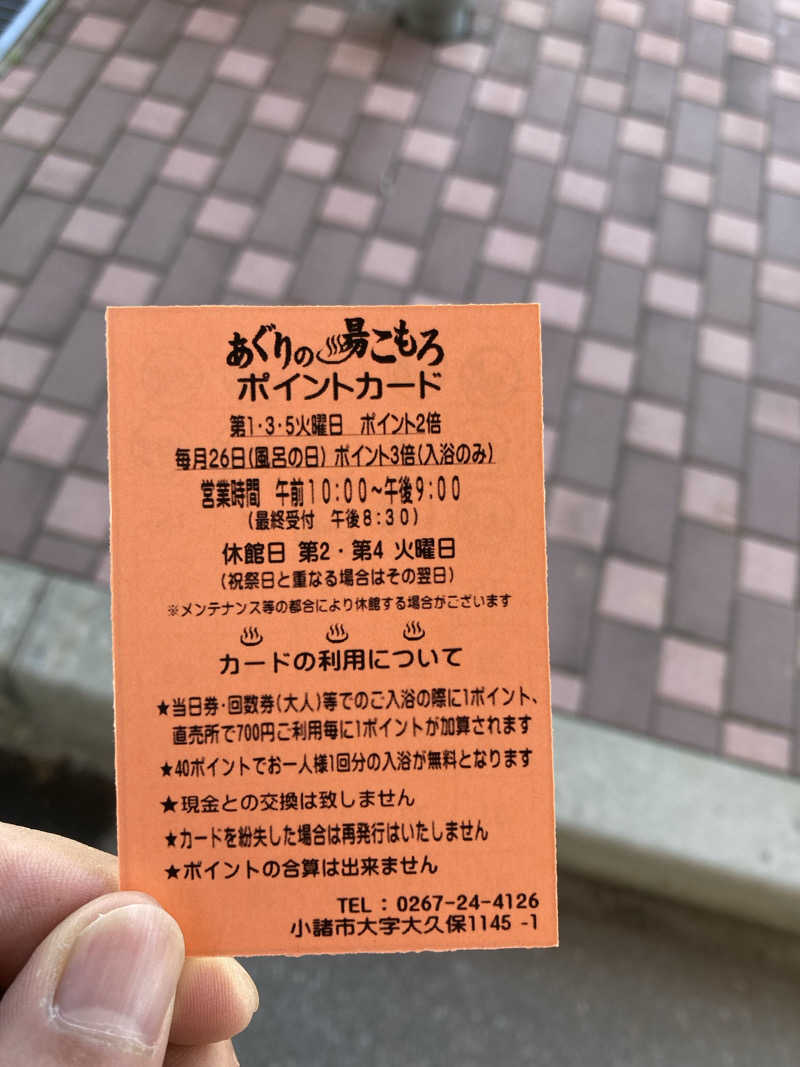 あぐりの湯こもろ
ポイントカード
第1・3・5火曜日 ポイント2倍
毎月26日(風呂の日) ポイント3倍(入浴のみ)
営業時間 午前10:00~午後9:00
(最終受付 午後8:30)
休館日 第2・第4 火曜日
(祝祭日と重なる場合はその翌日)
※メンテナンス等の都合により休館する場合がございます
カードの利用について
★当日券・回数券(大人)等でのご入浴の際に1ポイント、
直売所で700円ご利用毎に1ポイントが加算されます
★40ポイントでお一人様1回分の入浴が無料となります
★現金との交換は致しません
★カードを紛失した場合は再発行はいたしません
★ポイントの合算は出来ません
TEL : 0267-24-4126
小諸市大字大久保1145 -1